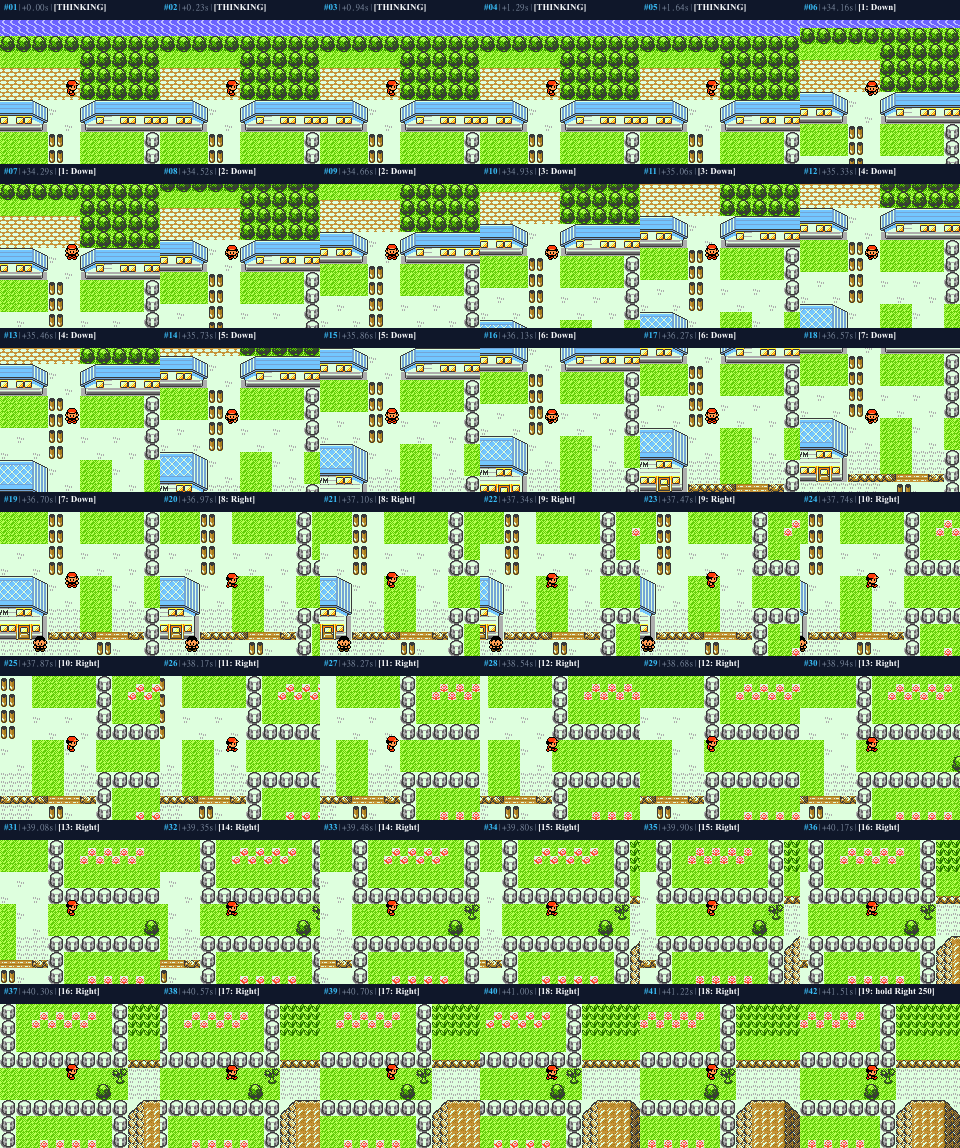 #01|+0.00s| [THINKING] #02|+0.23s| [THINKING] #03|+0.94s| [THINKING] #04|+1.29s| [THINKING] #05|+1.64s| [THINKING] #06|+34.16s| [1: Down]
#07|+34.29s| [1: Down] #08|+34.52s| [2: Down] #09|+34.66s| [2: Down] #10|+34.93s| [3: Down] #11|+35.06s| [3: Down] #12|+35.33s| [4: Down]
#13|+35.46s| [4: Down] #14|+35.73s| [5: Down] #15|+35.86s| [5: Down] #16|+36.13s| [6: Down] #17|+36.27s| [6: Down] #18|+36.57s| [7: Down]
#19|+36.70s| [7: Down] #20|+36.97s| [8: Right] #21|+37.10s| [8: Right] #22|+37.34s| [9: Right] #23|+37.47s| [9: Right] #24|+37.74s| [10: Right]
#25|+37.87s| [10: Right] #26|+38.17s| [11: Right] #27|+38.27s| [11: Right] #28|+38.54s| [12: Right] #29|+38.68s| [12: Right] #30|+38.94s| [13: Right]
#31|+39.08s| [13: Right] #32|+39.35s| [14: Right] #33|+39.48s| [14: Right] #34|+39.80s| [15: Right] #35|+39.90s| [15: Right] #36|+40.17s| [16: Right]
#37|+40.30s| [16: Right] #38|+40.57s| [17: Right] #39|+40.70s| [17: Right] #40|+41.00s| [18: Right] #41|+41.22s| [18: Right] #42|+41.51s| [19: hold Right 250]